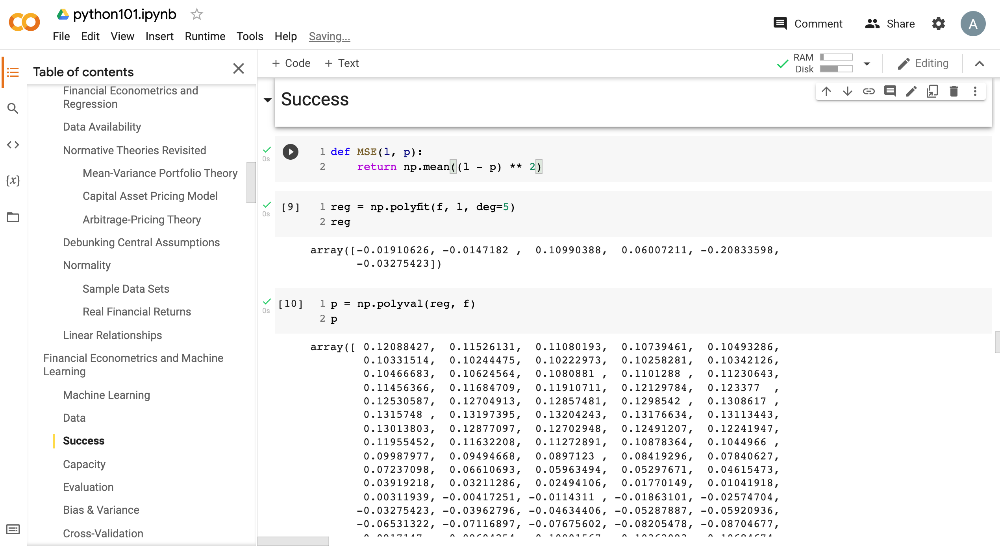 python101.ipynb
File Edit View Insert Runtime Tools Help Saving...
Comment
Share
A
Table of contents
Financial Econometrics and
Regression
Data Availability
Normative Theories Revisited
Mean-Variance Portfolio Theory
Capital Asset Pricing Model
Arbitrage-Pricing Theory
Debunking Central Assumptions
Normality
Sample Data Sets
Real Financial Returns
Linear Relationships
Financial Econometrics and Machine
Learning
Machine Learning
Data
Success
Capacity
Evaluation
Bias & Variance
Cross-Validation
+ Code + Text
RAM
Disk
Editing
Success
0s
1 def MSE(l, p):
2     return np.mean((l - p) ** 2)
0s
[9] 1 reg = np.polyfit(f, l, deg=5)
2 reg
array([-0.01910626, -0.0147182 ,  0.10990388,  0.06007211, -0.20833598,
-0.03275423])
0s
[10] 1 p = np.polyval(reg, f)
2 p
array([ 0.12088427,  0.11526131,  0.11080193,  0.10739461,  0.10493286,
0.10331514,  0.10244475,  0.10222973,  0.10258281,  0.10342126,
0.10466683,  0.10624564,  0.1080881 ,  0.1101288 ,  0.11230643,
0.11456366,  0.11684709,  0.11910711,  0.12129784,  0.123377  ,
0.12530587,  0.12704913,  0.12857481,  0.1298542 ,  0.1308617 ,
0.1315748 ,  0.13197395,  0.13204243,  0.13176634,  0.13113443,
0.13013803,  0.12877097,  0.12702948,  0.12491207,  0.12241947,
0.11955452,  0.11632208,  0.11272891,  0.10878364,  0.1044966 ,
0.09987977,  0.09494668,  0.0897123 ,  0.08419296,  0.07840627,
0.07237098,  0.06610693,  0.05963494,  0.05297671,  0.04615473,
0.03919218,  0.03211286,  0.02494106,  0.01770149,  0.01041918,
0.00311939, -0.00417251, -0.0114311 , -0.01863101, -0.02574704,
-0.03275423, -0.03962796, -0.04634406, -0.05287887, -0.05920936,
-0.06531322, -0.07116897, -0.07675602, -0.08205478, -0.08704677,
{x}